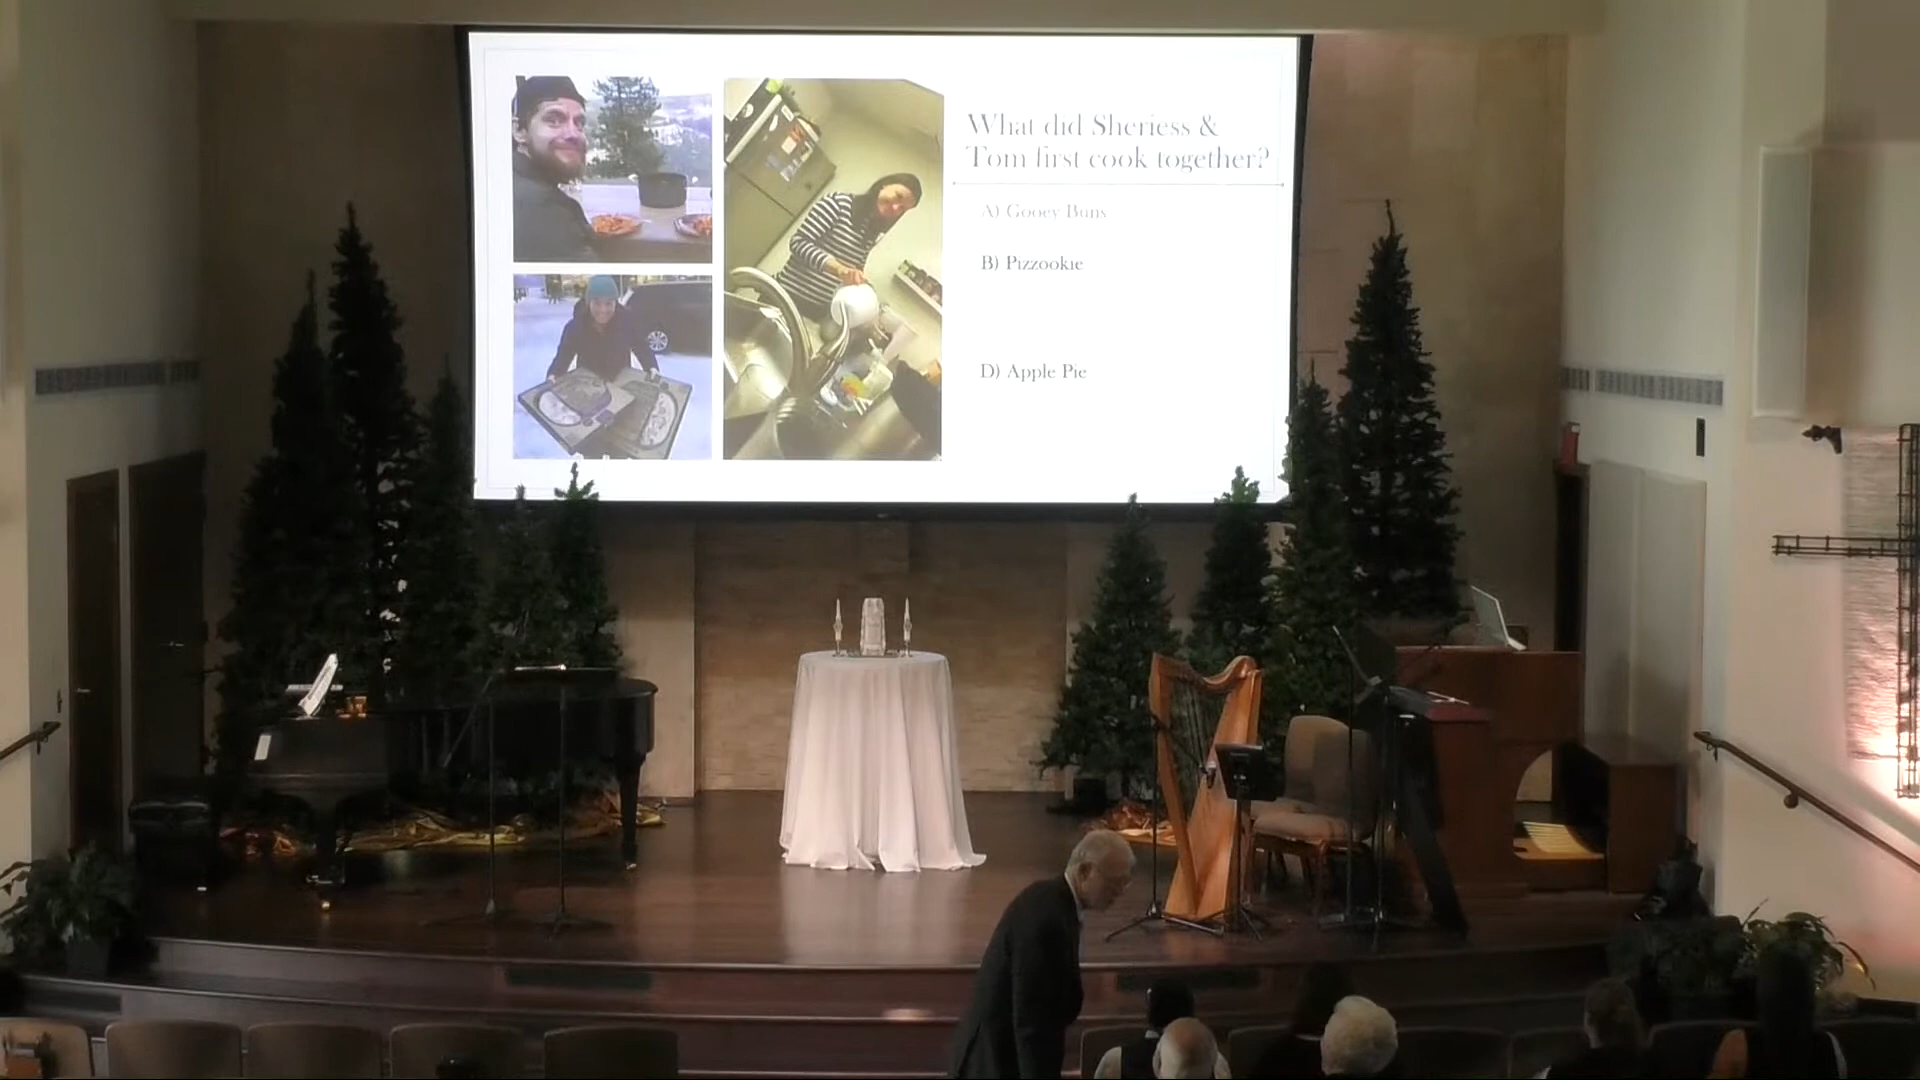 What did Sheriess &
Tom first cook together?
A) Gooey Buns
B) Pizzookie
D) Apple Pie